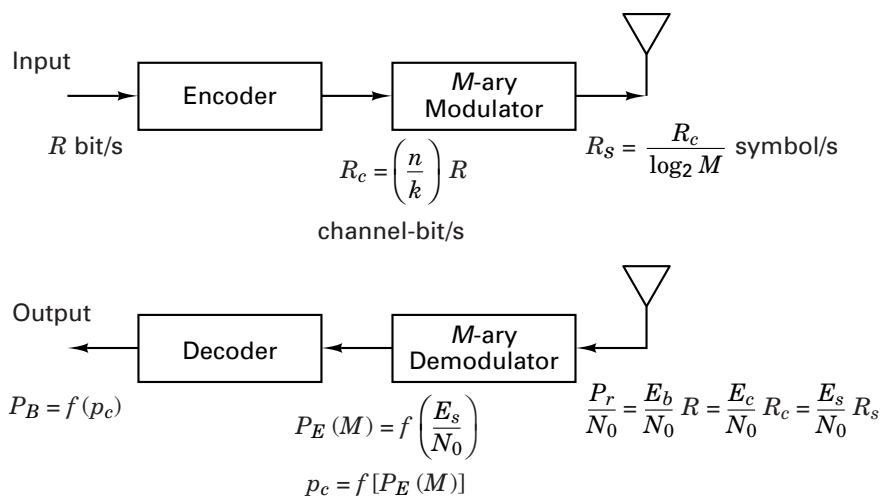 Input
Encoder
M-ary
Modulator
R bit/s
R_c = (n/k) R
channel-bit/s
R_s = R_c / log₂ M symbol/s
Output
Decoder
M-ary
Demodulator
P_B = f(p_c)
P_E (M) = f (E_s/N_0)
p_c = f [P_E (M)]
P_r/N_0 = E_b/N_0 R = E_c/N_0 R_c = E_s/N_0 R_s